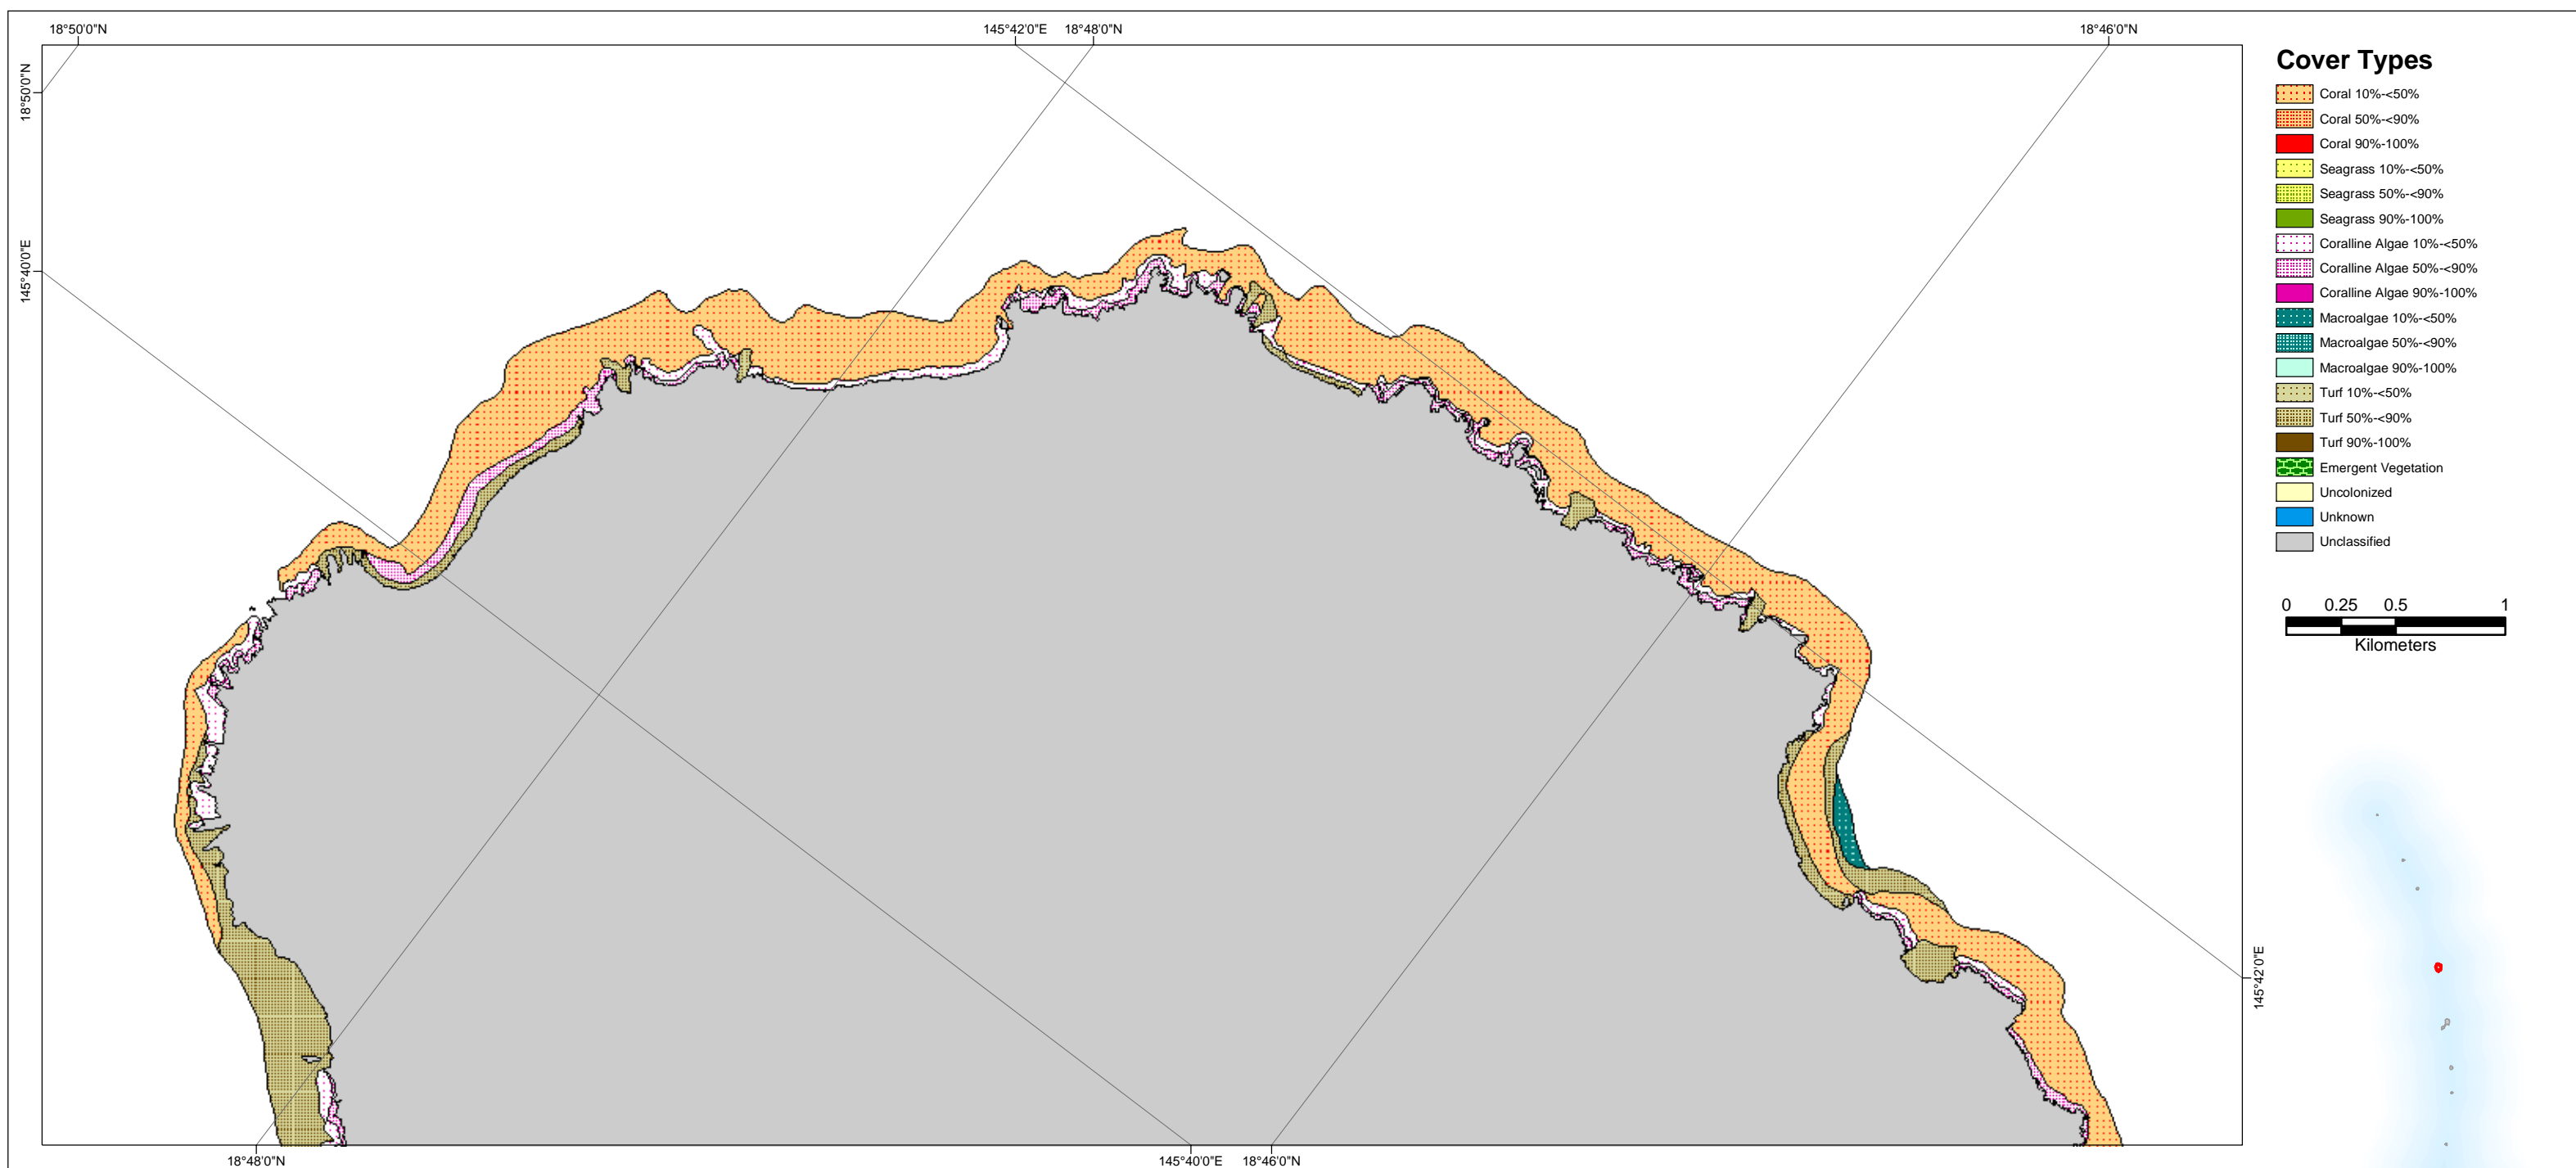 18°50'0"N
145°42'0"E
18°48'0"N
18°46'0"N
18°50'0"N
145°40'0"E
145°42'0"E
18°48'0"N
145°40'0"E
18°46'0"N
Cover Types
Coral 10%-<50%
Coral 50%-<90%
Coral 90%-100%
Seagrass 10%-<50%
Seagrass 50%-<90%
Seagrass 90%-100%
Coralline Algae 10%-<50%
Coralline Algae 50%-<90%
Coralline Algae 90%-100%
Macroalgae 10%-<50%
Macroalgae 50%-<90%
Macroalgae 90%-100%
Turf 10%-<50%
Turf 50%-<90%
Turf 90%-100%
Emergent Vegetation
Uncolonized
Unknown
Unclassified
0 0.25 0.5 1
Kilometers